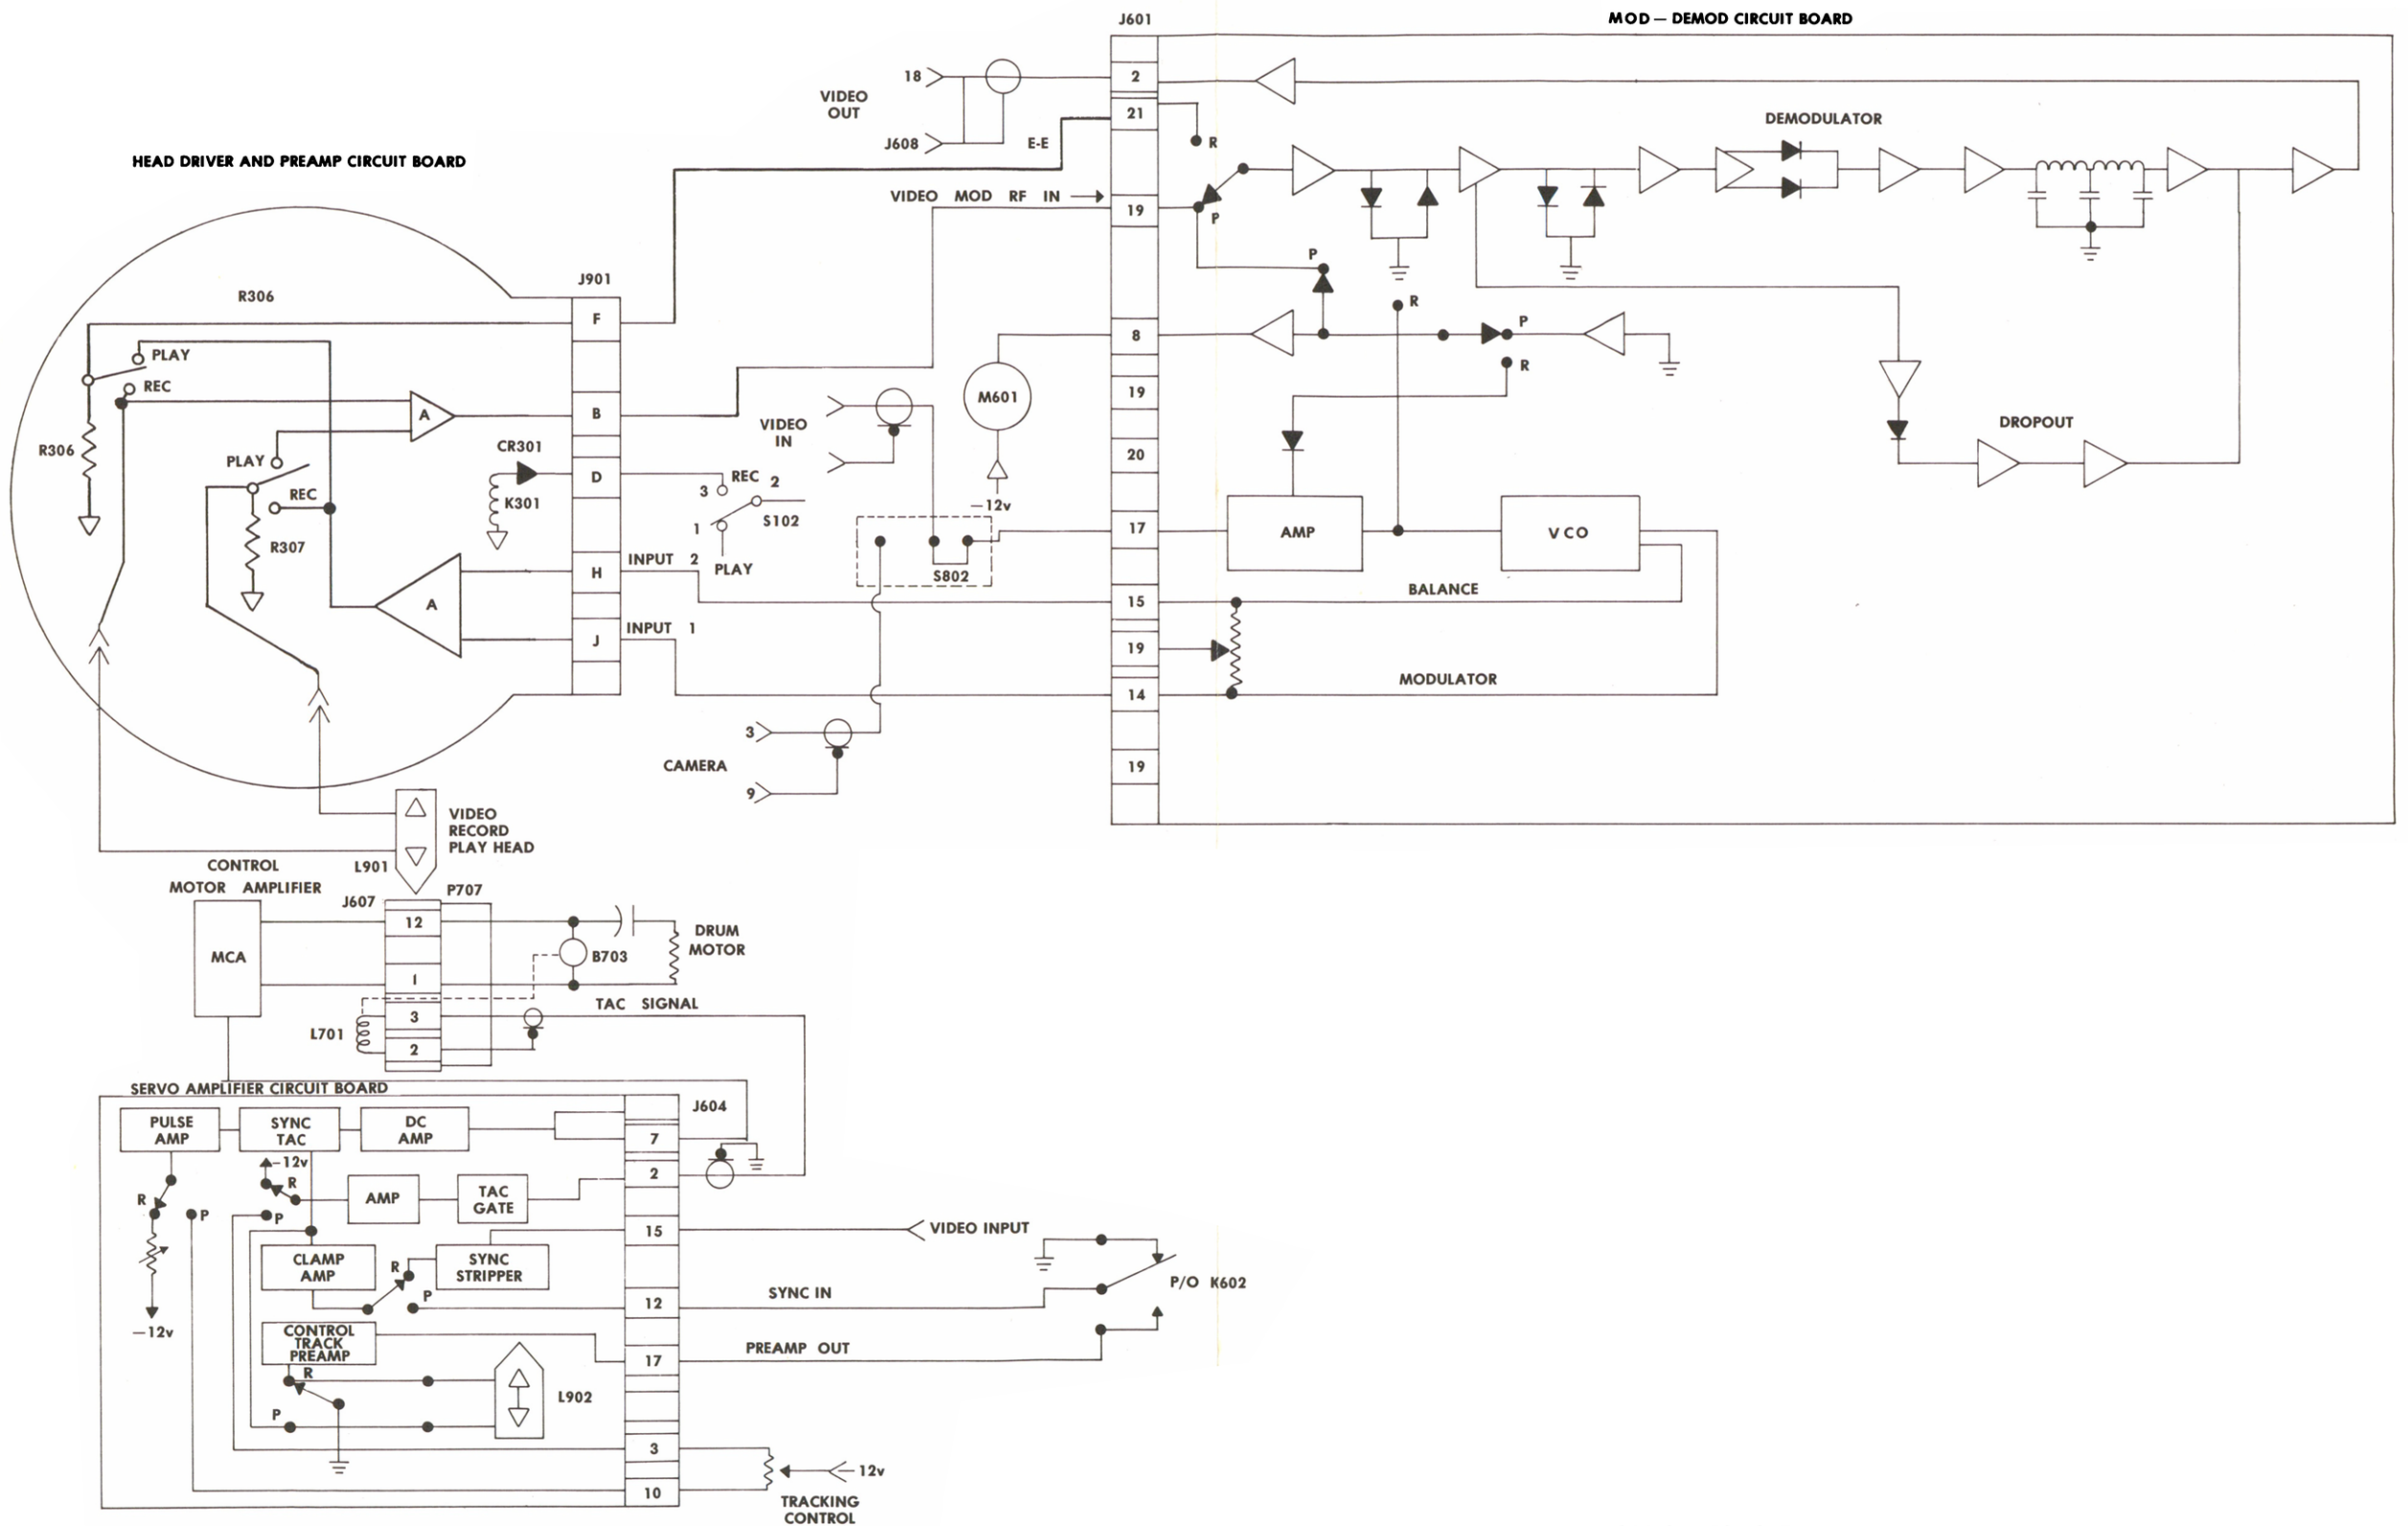 J601
MOD — DEMOD CIRCUIT BOARD
18
VIDEO
OUT
J608
E-E
2
21
R
DEMODULATOR
HEAD DRIVER AND PREAMP CIRCUIT BOARD
VIDEO MOD RF IN
19
P
J901
R306
F
PLAY
REC
R306
A
B
PLAY
REC
R307
CR301
K301
D
REC
3
2
S102
1
PLAY
VIDEO
IN
M601
−12v
S802
P
R
8
P
R
19
20
DROPOUT
17
AMP
VCO
A
H
INPUT 2
15
BALANCE
J
INPUT 1
19
14
MODULATOR
3
CAMERA
9
19
VIDEO
RECORD
PLAY HEAD
L901
CONTROL
MOTOR AMPLIFIER
J607
P707
MCA
12
B703
DRUM
MOTOR
1
TAC SIGNAL
3
L701
2
SERVO AMPLIFIER CIRCUIT BOARD
J604
PULSE
AMP
SYNC
TAC
DC
AMP
7
−12v
R
R
P
P
AMP
TAC
GATE
2
15
VIDEO INPUT
CLAMP
AMP
R
SYNC
STRIPPER
P
P/O K602
12
SYNC IN
−12v
CONTROL
TRACK
PREAMP
17
PREAMP OUT
R
L902
P
3
−12v
10
TRACKING
CONTROL